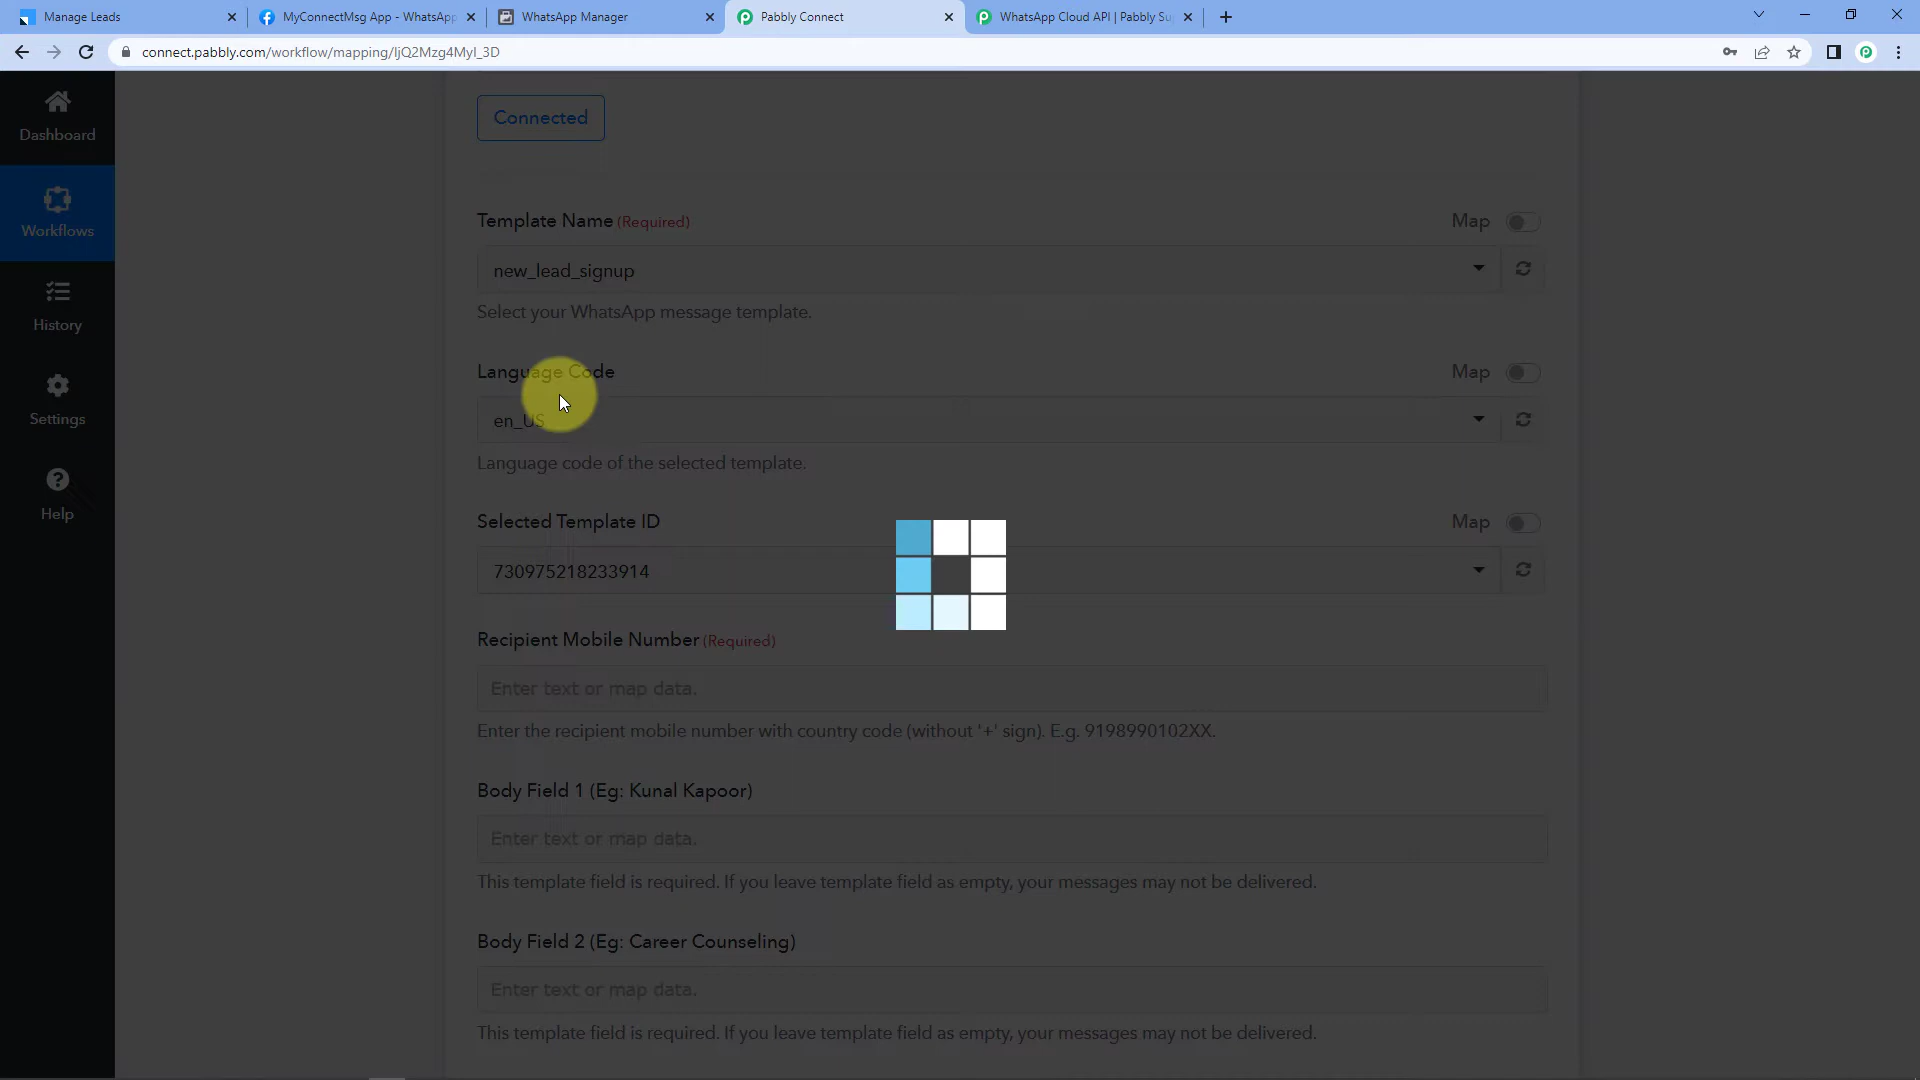 Manage Leads
MyConnectMsg App - WhatsApp
WhatsApp Manager
Pabbly Connect
WhatsApp Cloud API | Pabbly Su
connect.pabbly.com/workflow/mapping/IjQ2Mzg4MyI_3D
Dashboard
Workflows
History
Settings
Help
Connected
Template Name (Required)
Map
new_lead_signup
Select your WhatsApp message template.
Language Code
Map
en_US
Language code of the selected template.
Selected Template ID
Map
730975218233914
Recipient Mobile Number (Required)
Enter text or map data.
Enter the recipient mobile number with country code (without '+' sign). E.g. 9198990102XX.
Body Field 1 (Eg: Kunal Kapoor)
Enter text or map data.
This template field is required. If you leave template field as empty, your messages may not be delivered.
Body Field 2 (Eg: Career Counseling)
Enter text or map data.
This template field is required. If you leave template field as empty, your messages may not be delivered.